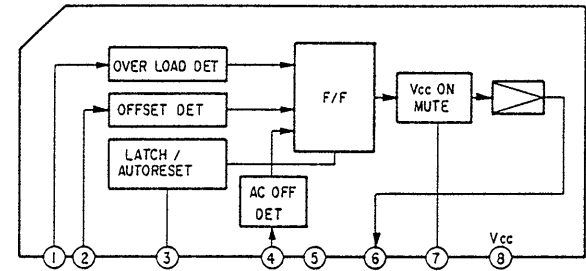 OVER LOAD DET
OFFSET DET
LATCH /
AUTORESET
F/F
Vcc ON
MUTE
AC OFF
DET
Vcc
1 2 3 4 5 6 7 8